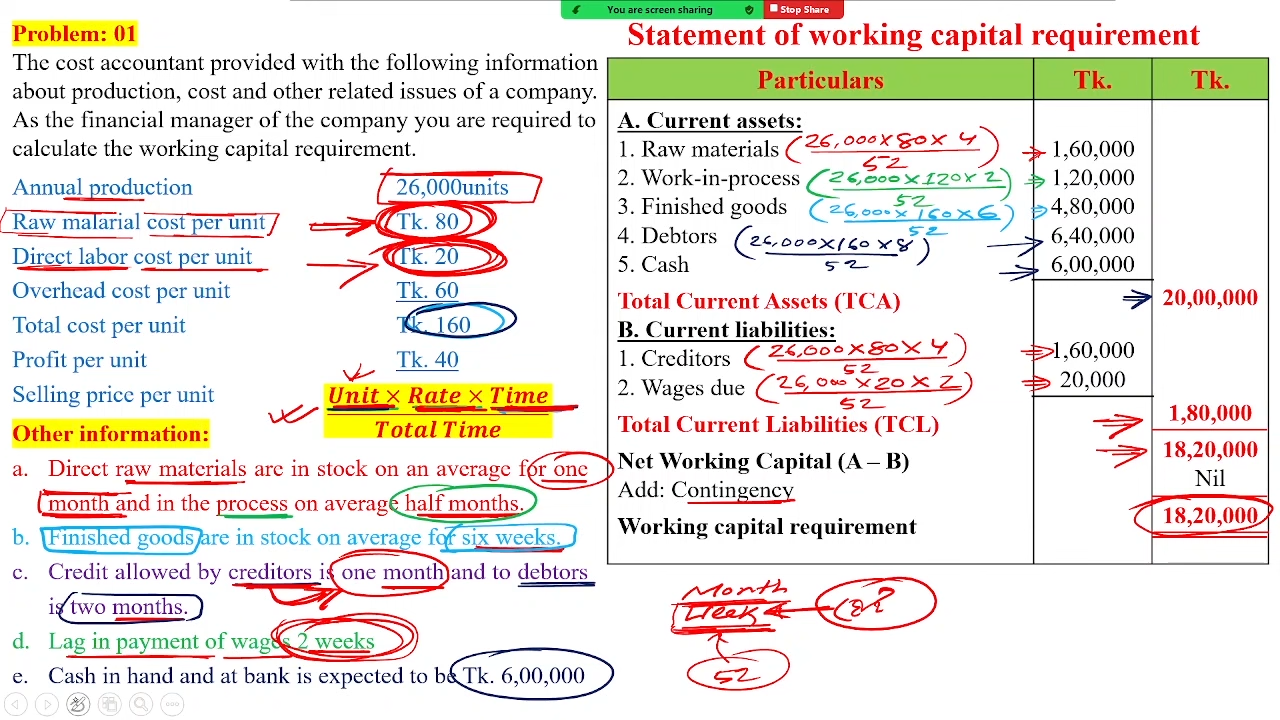 You are screen sharing
Stop Share
Problem: 01
The cost accountant provided with the following information
about production, cost and other related issues of a company.
As the financial manager of the company you are required to
calculate the working capital requirement.
Annual production 26,000units
Raw malarial cost per unit Tk. 80
Direct labor cost per unit Tk. 20
Overhead cost per unit Tk. 60
Total cost per unit Tk. 160
Profit per unit Tk. 40
Selling price per unit
Unit × Rate × Time
Total Time
Other information:
a. Direct raw materials are in stock on an average for one
month and in the process on average half months.
b. Finished goods are in stock on average for six weeks.
c. Credit allowed by creditors is one month and to debtors
is two months.
d. Lag in payment of wages 2 weeks
e. Cash in hand and at bank is expected to be Tk. 6,00,000
Statement of working capital requirement
Particulars Tk. Tk.
A. Current assets:
1. Raw materials (26,000×80×4 / 52) 1,60,000
2. Work-in-process (26,000×120×2 / 52) 1,20,000
3. Finished goods (26,000×160×6 / 52) 4,80,000
4. Debtors (26,000×160×8 / 52) 6,40,000
5. Cash 6,00,000
Total Current Assets (TCA) 20,00,000
B. Current liabilities:
1. Creditors (26,000×80×4 / 52) 1,60,000
2. Wages due (26,000×20×2 / 52) 20,000
Total Current Liabilities (TCL) 1,80,000
Net Working Capital (A – B) 18,20,000
Add: Contingency Nil
Working capital requirement 18,20,000
Month
Week
52